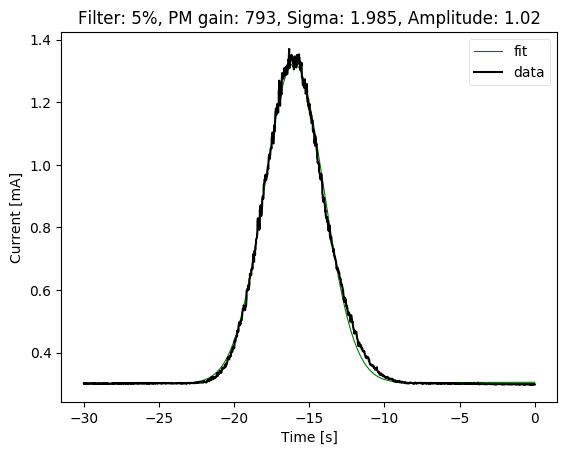 Filter: 5%, PM gain: 793, Sigma: 1.985, Amplitude: 1.02
fit
data
1.4
1.2
1.0
0.8
0.6
0.4
Current [mA]
−30
−25
−20
−15
−10
−5
0
Time [s]